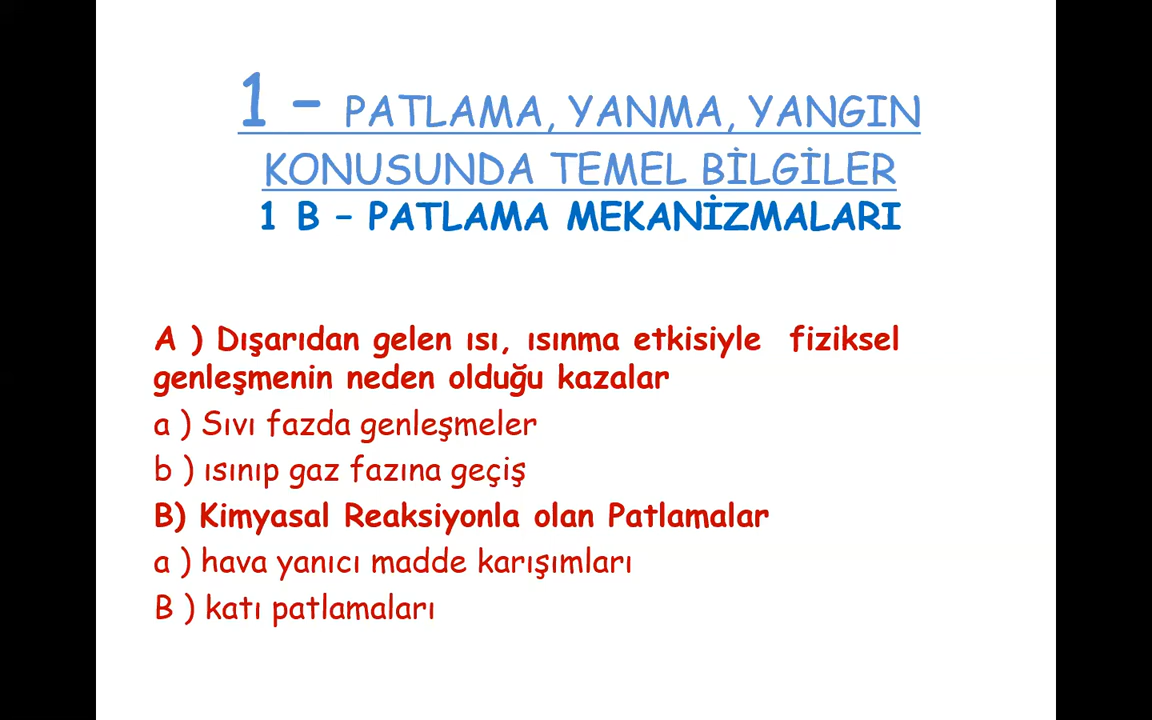 1 – PATLAMA, YANMA, YANGIN
KONUSUNDA TEMEL BİLGİLER
1 B – PATLAMA MEKANİZMALARI
A ) Dışarıdan gelen ısı, ısınma etkisiyle fiziksel
genleşmenin neden olduğu kazalar
a ) Sıvı fazda genleşmeler
b ) ısınıp gaz fazına geçiş
B) Kimyasal Reaksiyonla olan Patlamalar
a ) hava yanıcı madde karışımları
B ) katı patlamaları